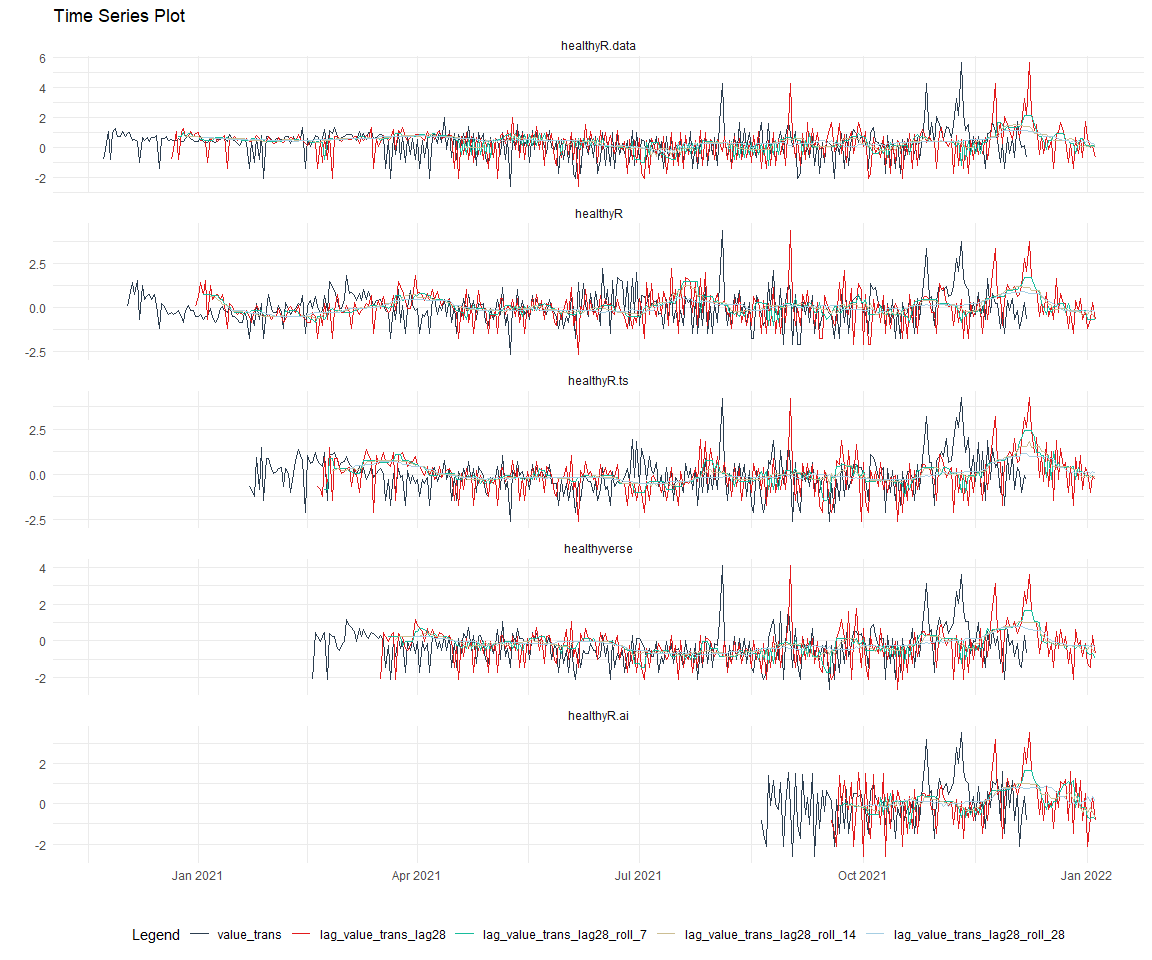 Time Series Plot
healthyR.data
6
4
2
0
-2
healthyR
2.5
0.0
-2.5
healthyR.ts
2.5
0.0
-2.5
healthyverse
4
2
0
-2
healthyR.ai
2
0
-2
Jan 2021 Apr 2021 Jul 2021 Oct 2021 Jan 2022
Legend value_trans lag_value_trans_lag28 lag_value_trans_lag28_roll_7 lag_value_trans_lag28_roll_14 lag_value_trans_lag28_roll_28